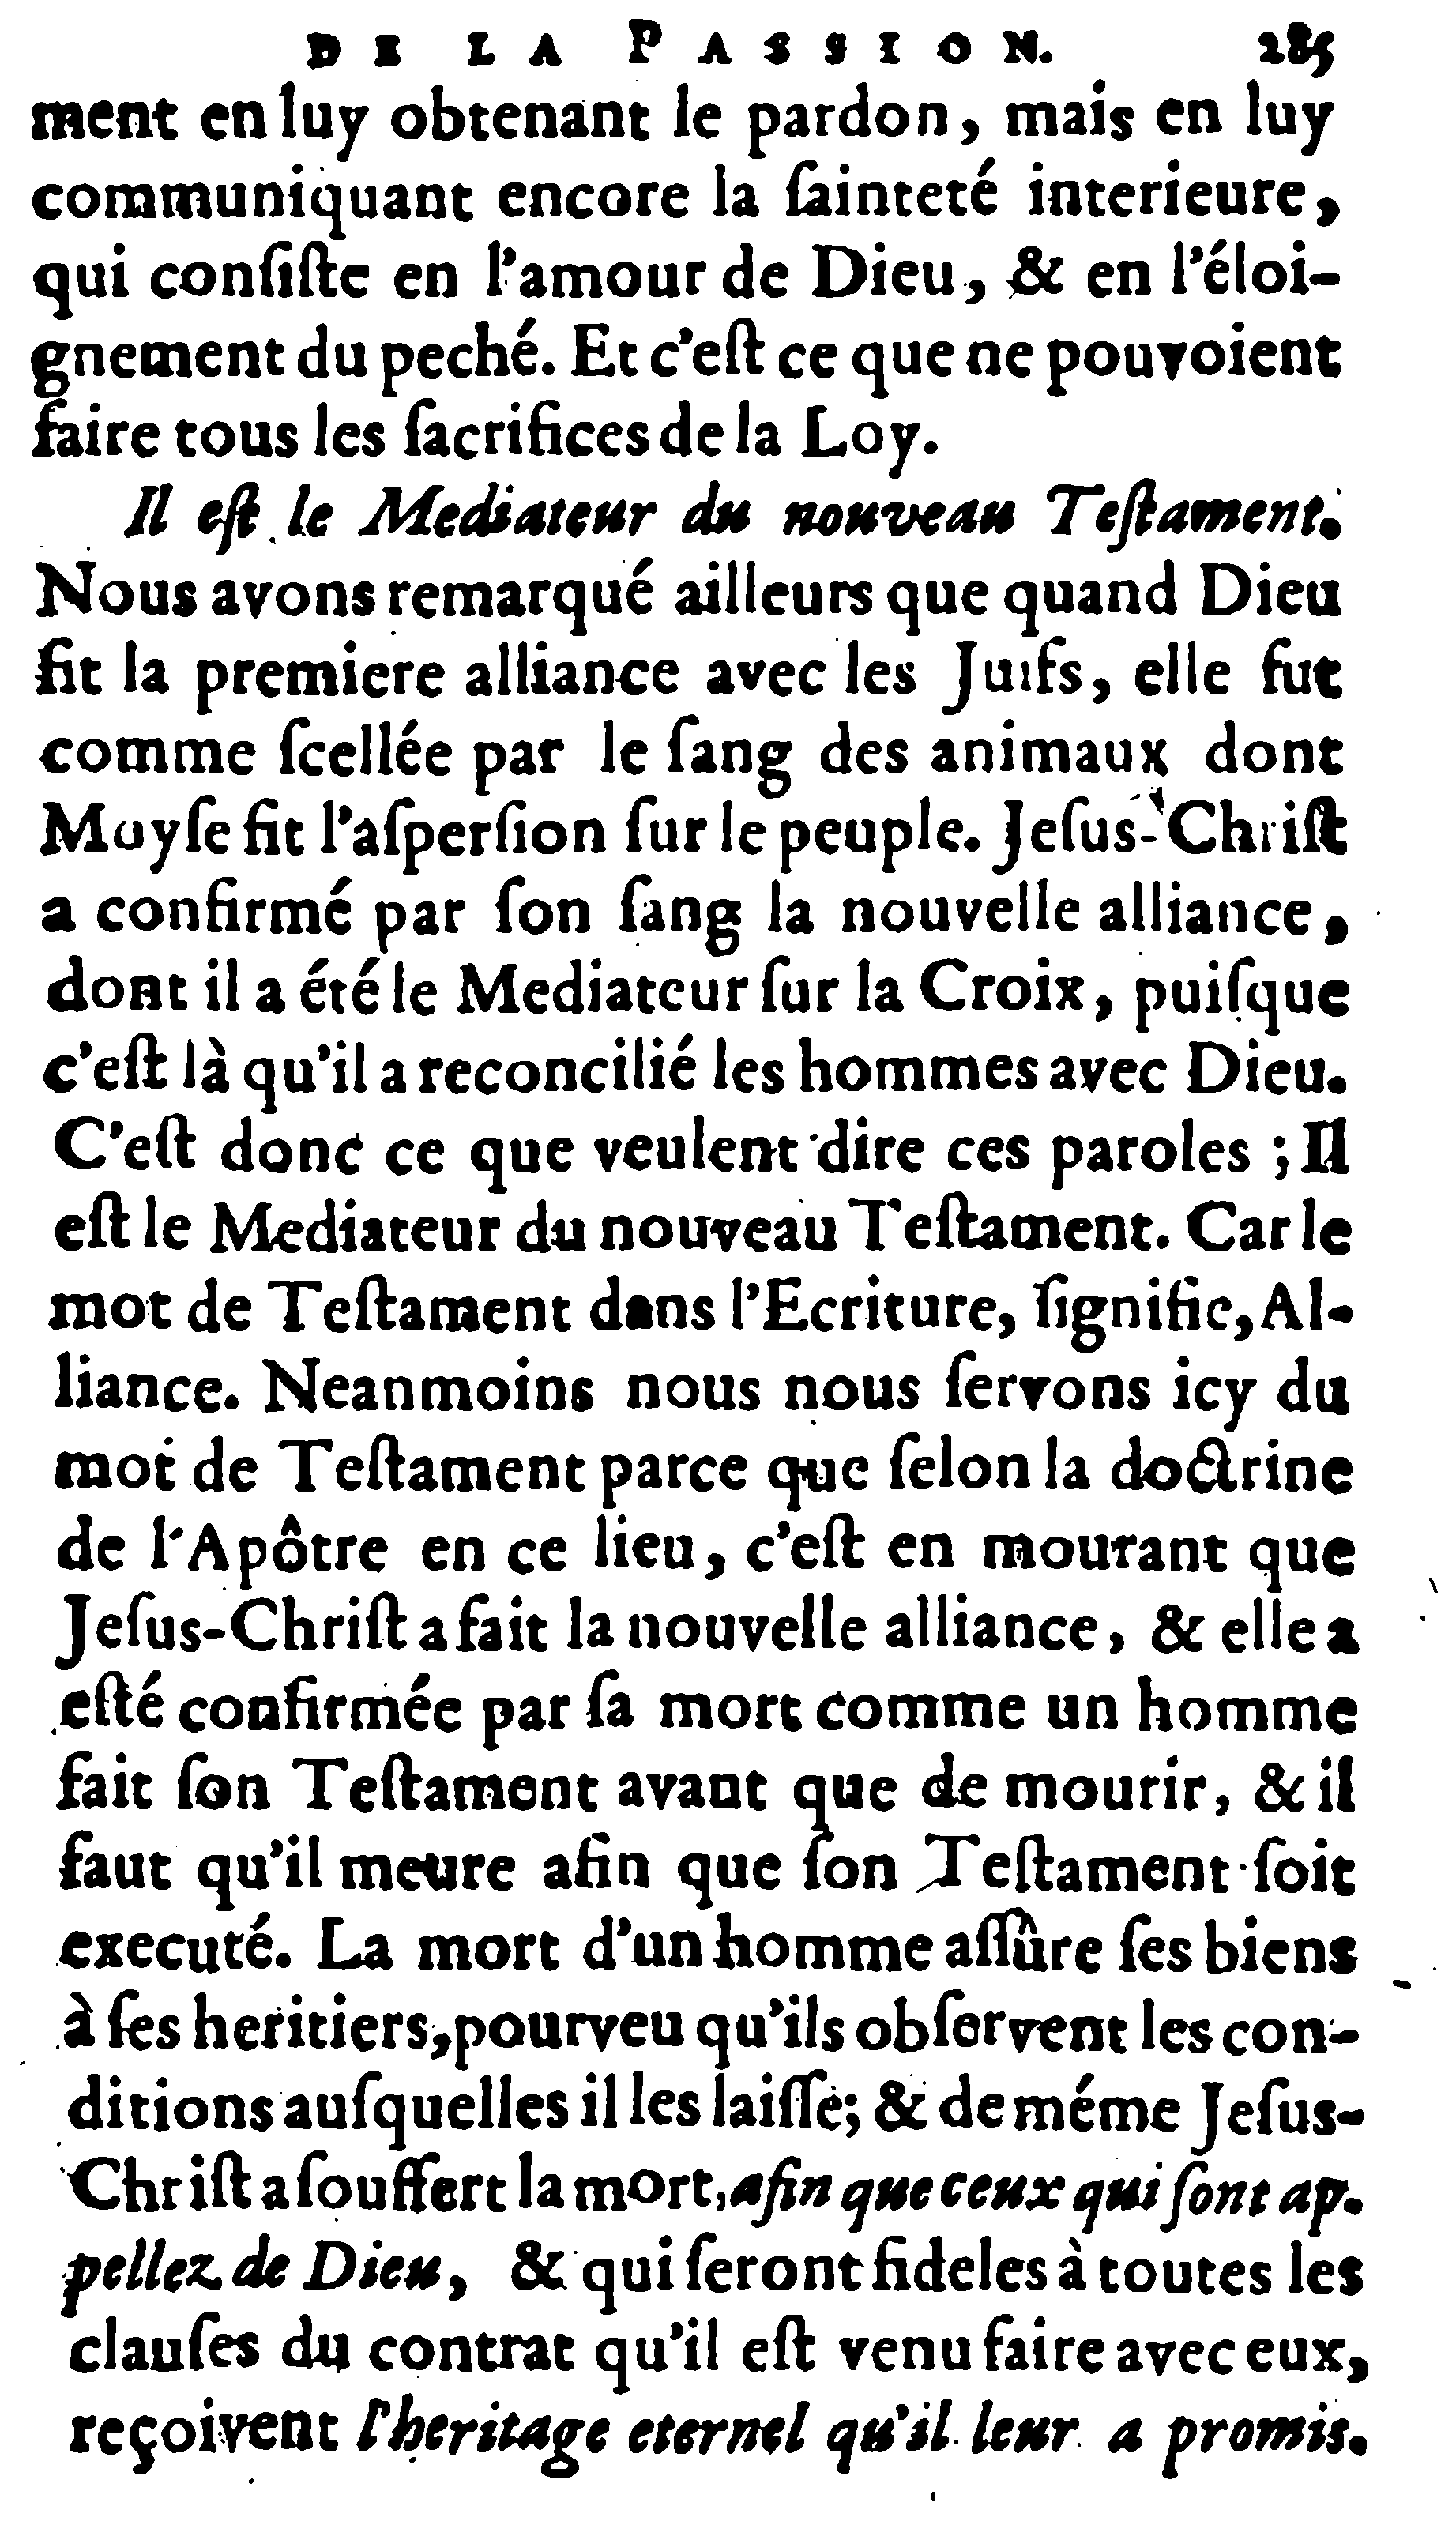 DE LA PASSION. 285
ment en luy obtenant le pardon, mais en luy
communiquant encore la ſainteté interieure,
qui conſiſte en l'amour de Dieu, & en l'éloi-
gnement du peché. Et c'eſt ce que ne pouvoient
faire tous les ſacrifices de la Loy.
Il eſt le Mediateur du nouveau Teſtament.
Nous avons remarqué ailleurs que quand Dieu
fit la premiere alliance avec les Juifs, elle fut
comme ſcellée par le ſang des animaux dont
Moyſe fit l'aſperſion ſur le peuple. Jeſus-Chriſt
a confirmé par ſon ſang la nouvelle alliance,
dont il a été le Mediateur ſur la Croix, puiſque
c'eſt là qu'il a reconcilié les hommes avec Dieu.
C'eſt donc ce que veulent dire ces paroles ; Il
eſt le Mediateur du nouveau Teſtament. Car le
mot de Teſtament dans l'Ecriture, ſignifie, Al-
liance. Neanmoins nous nous ſervons icy du
mot de Teſtament parce que ſelon la doctrine
de l'Apôtre en ce lieu, c'eſt en mourant que
Jeſus-Chriſt a fait la nouvelle alliance, & elle a
eſté confirmée par ſa mort comme un homme
fait ſon Teſtament avant que de mourir, & il
faut qu'il meure afin que ſon Teſtament ſoit
executé. La mort d'un homme aſſûre ſes biens
à ſes heritiers, pourveu qu'ils obſervent les con-
ditions auſquelles il les laiſſe; & de méme Jeſus-
Chriſt a ſouffert la mort, afin que ceux qui ſont ap-
pellez de Dieu, & qui ſeront fideles à toutes les
clauſes du contrat qu'il eſt venu faire avec eux,
reçoivent l'heritage eternel qu'il leur a promis.